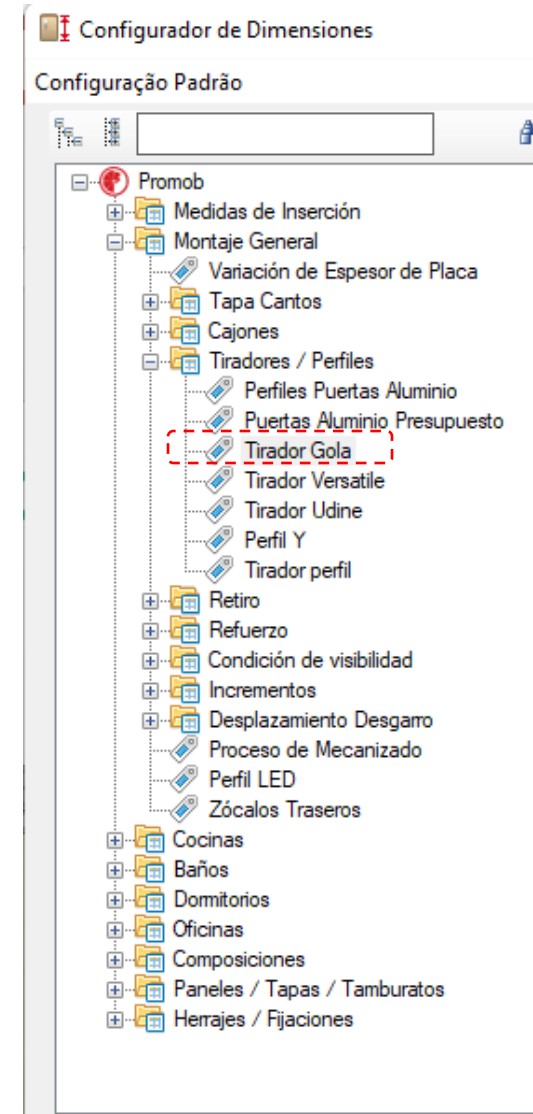 Configurador de Dimensiones
Configuração Padrão
Promob
Medidas de Inserción
Montaje General
Variación de Espesor de Placa
Tapa Cantos
Cajones
Tiradores / Perfiles
Perfiles Puertas Aluminio
Puertas Aluminio Presupuesto
Tirador Gola
Tirador Versatile
Tirador Udine
Perfil Y
Tirador perfil
Retiro
Refuerzo
Condición de visibilidad
Incrementos
Desplazamiento Desgarro
Proceso de Mecanizado
Perfil LED
Zócalos Traseros
Cocinas
Baños
Dormitorios
Oficinas
Composiciones
Paneles / Tapas / Tamburatos
Herrajes / Fijaciones